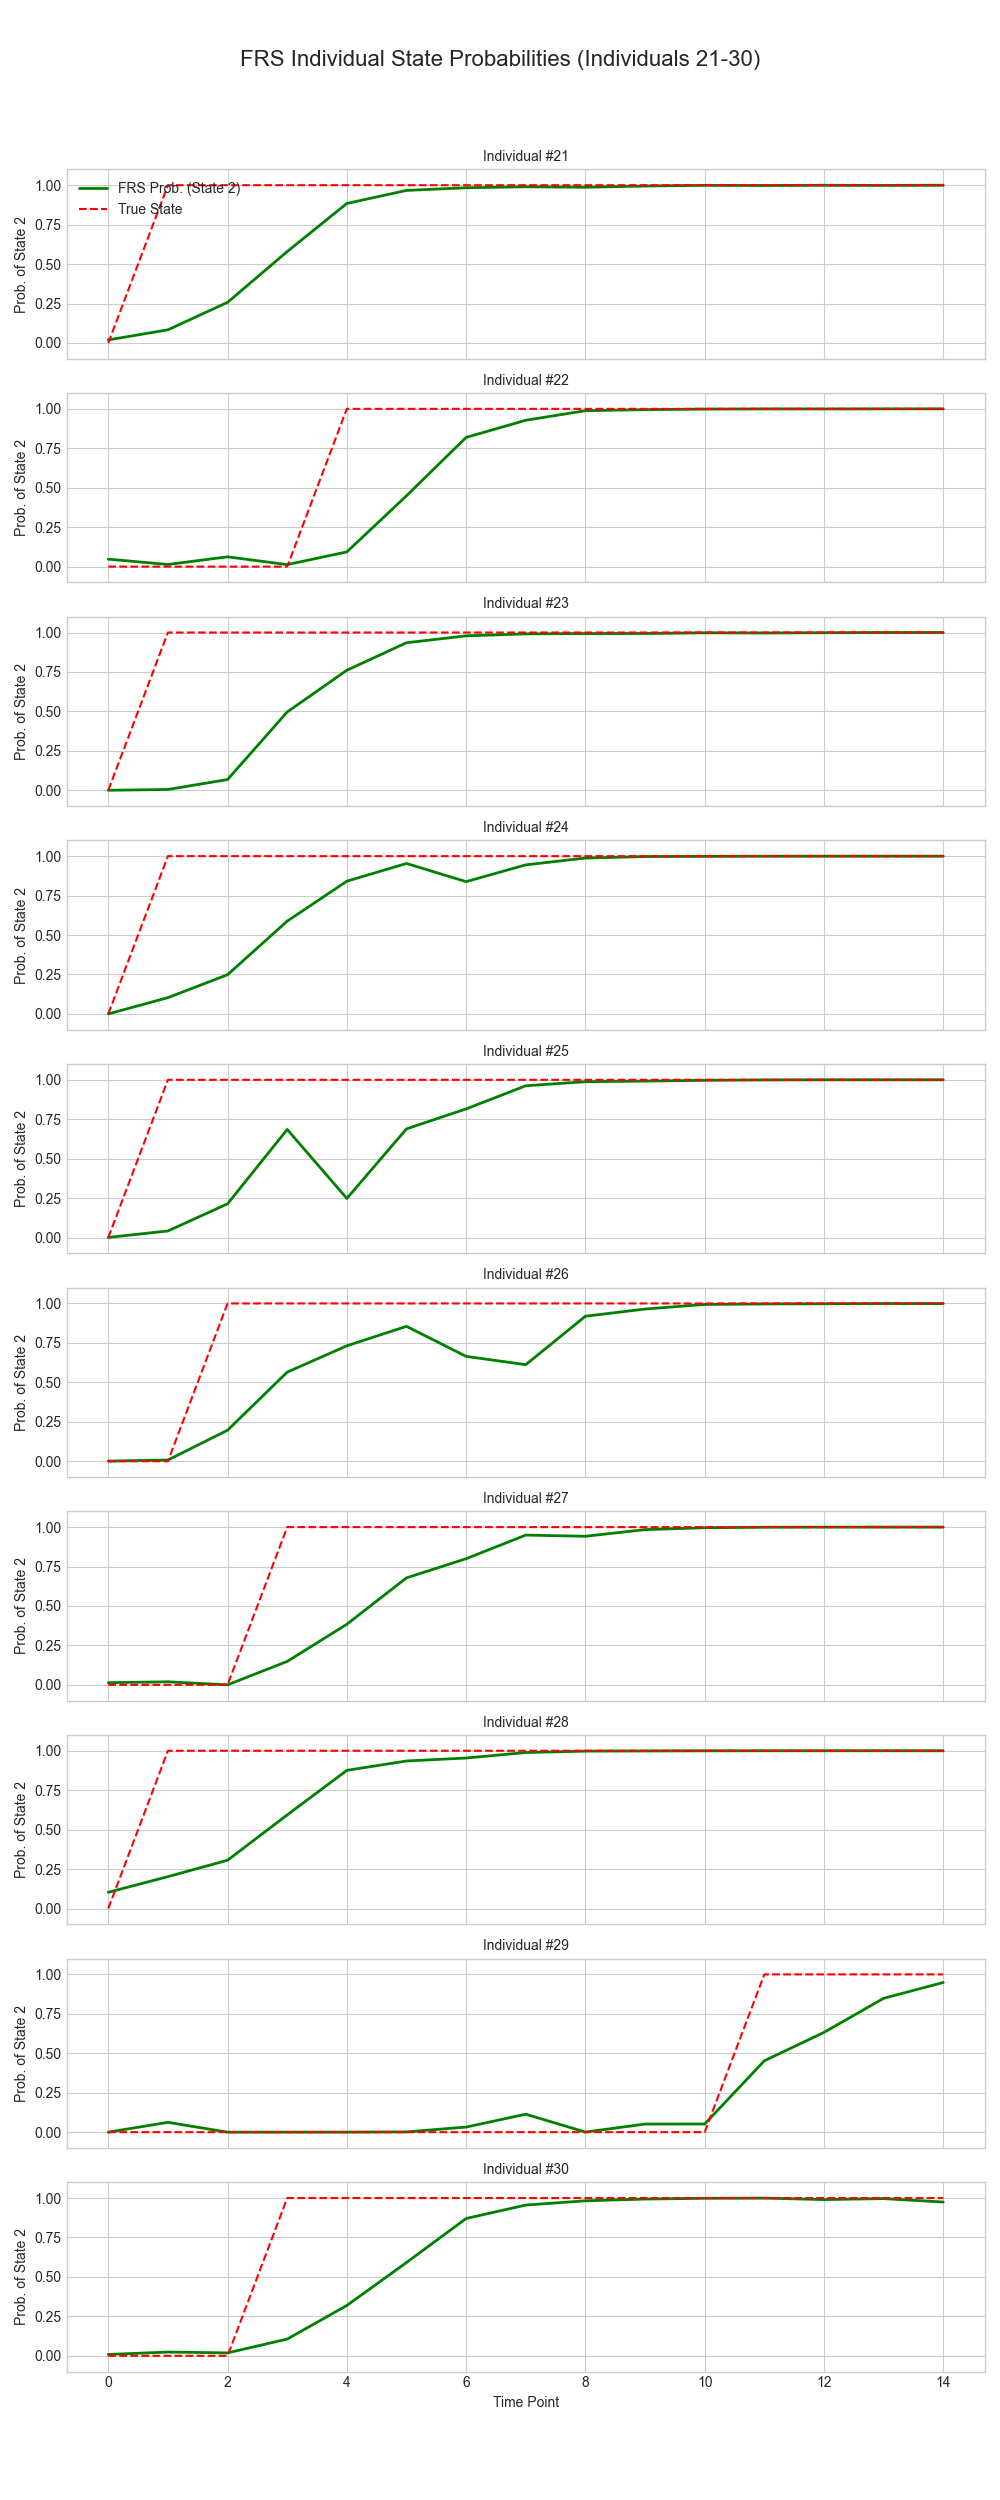 FRS Individual State Probabilities (Individuals 21-30)
Individual #21
FRS Prob. (State 2)
True State
Prob. of State 2
1.00
0.75
0.50
0.25
0.00
Individual #22
Prob. of State 2
1.00
0.75
0.50
0.25
0.00
Individual #23
Prob. of State 2
1.00
0.75
0.50
0.25
0.00
Individual #24
Prob. of State 2
1.00
0.75
0.50
0.25
0.00
Individual #25
Prob. of State 2
1.00
0.75
0.50
0.25
0.00
Individual #26
Prob. of State 2
1.00
0.75
0.50
0.25
0.00
Individual #27
Prob. of State 2
1.00
0.75
0.50
0.25
0.00
Individual #28
Prob. of State 2
1.00
0.75
0.50
0.25
0.00
Individual #29
Prob. of State 2
1.00
0.75
0.50
0.25
0.00
Individual #30
Prob. of State 2
1.00
0.75
0.50
0.25
0.00
0 2 4 6 8 10 12 14
Time Point